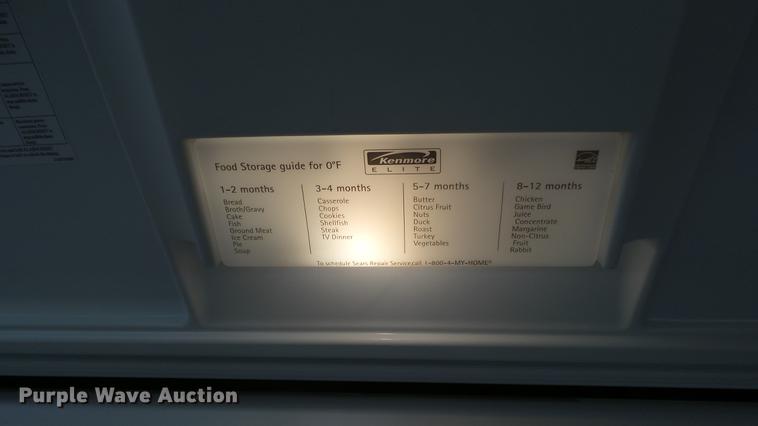 Food Storage guide for 0°F
Kenmore
ELITE
1-2 months
Bread
Broth/Gravy
Cake
Fish
Ground Meat
Ice Cream
Pie
Soup
3-4 months
Casserole
Chops
Cookies
Shellfish
Steak
TV Dinner
5-7 months
Butter
Citrus Fruit
Nuts
Duck
Roast
Turkey
Vegetables
8-12 months
Chicken
Game Bird
Juice
Concentrate
Margarine
Non-Citrus
Fruit
Rabbit
To schedule Sears Repair Service,call 1-800-4-MY-HOME®
Purple Wave Auction